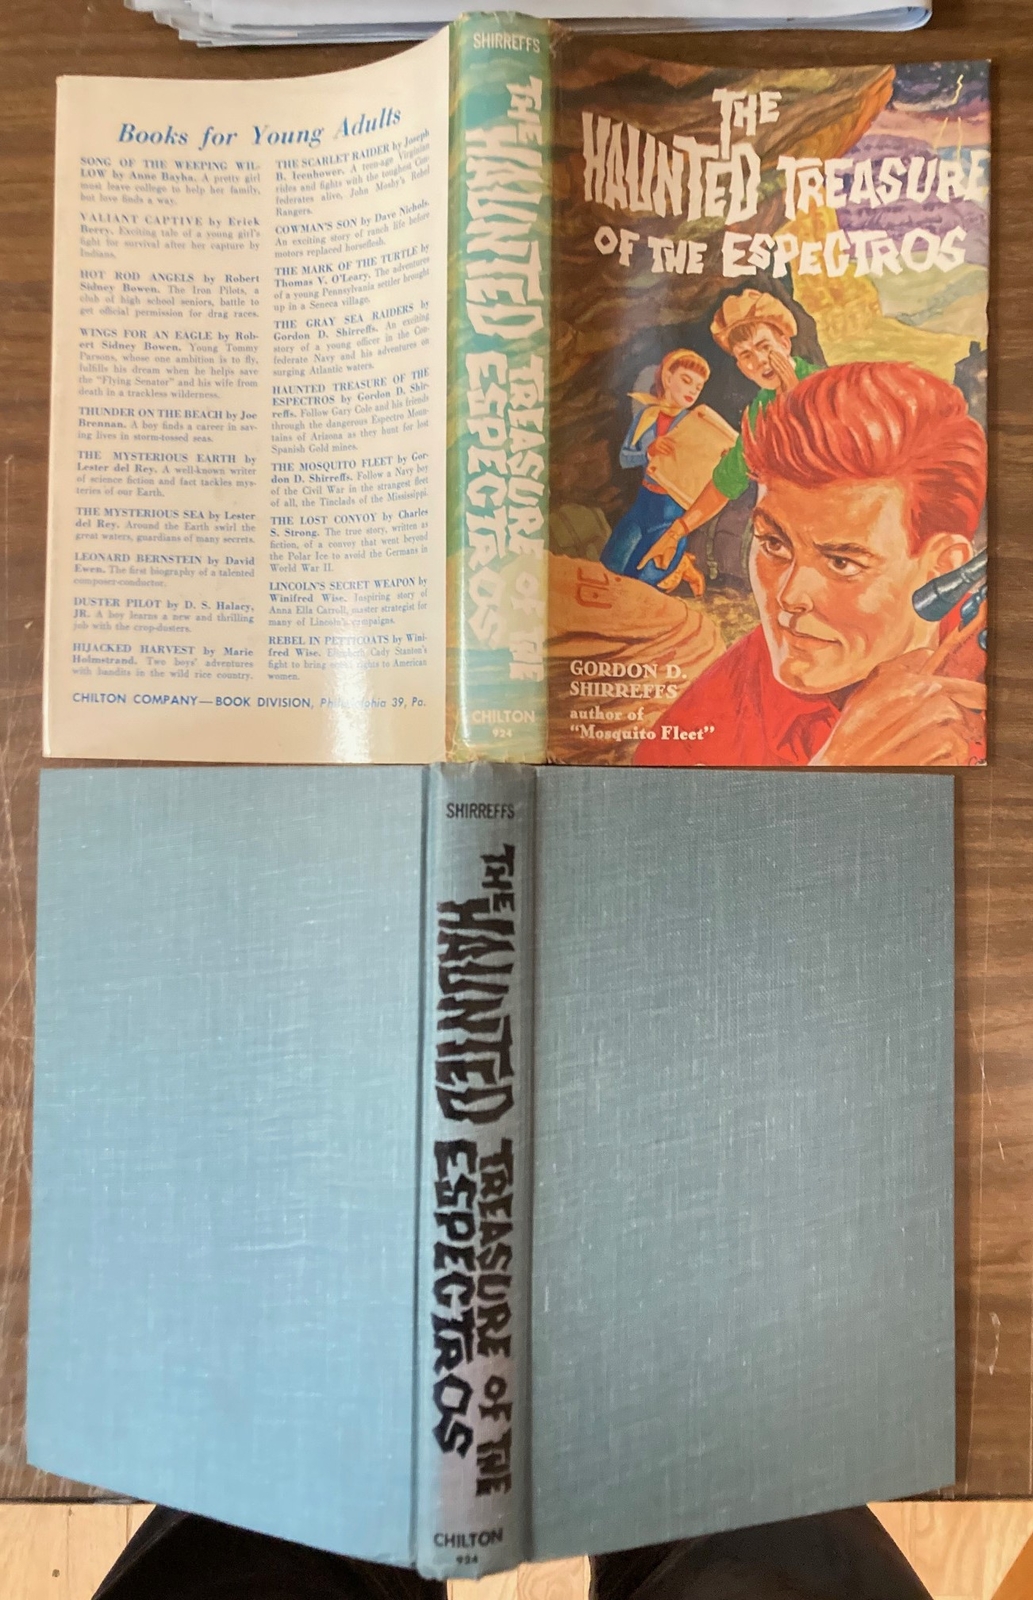 Books for Young Adults
SONG OF THE WEEPING WIL-
LOW by Anne Bayha. A pretty girl
must leave college to help her family,
but love finds a way.
VALIANT CAPTIVE by Erick
Berry. Exciting tale of a young girl's
fight for survival after her capture by
Indians.
HOT ROD ANGELS by Robert
Sidney Bowen. The Iron Pilots, a
club of high school seniors, battle to
get official permission for drag races.
WINGS FOR AN EAGLE by Rob-
ert Sidney Bowen. Young Tommy
Parsons, whose one ambition is to fly,
fulfills his dream when he helps save
the "Flying Senator" and his wife from
death in a trackless wilderness.
THUNDER ON THE BEACH by Joe
Brennan. A boy finds a career in sav-
ing lives in storm-tossed seas.
THE MYSTERIOUS EARTH by
Lester del Rey. A well-known writer
of science fiction and fact tackles mys-
teries of our Earth.
THE MYSTERIOUS SEA by Lester
del Rey. Around the Earth swirl the
great waters, guardians of many secrets.
LEONARD BERNSTEIN by David
Ewen. The first biography of a talented
composer-conductor.
DUSTER PILOT by D. S. Halacy,
JR. A boy learns a new and thrilling
job with the crop-dusters.
HIJACKED HARVEST by Marie
Holmstrand. Two boys' adventures
with bandits in the wild rice country.
THE SCARLET RAIDER by Joseph
B. Icenhower. A teen-age Virginian
rides and fights with the toughest Con-
federates alive, John Mosby's Rebel
Rangers.
COWMAN'S SON by Dave Nichols.
An exciting story of ranch life before
motors replaced horseflesh.
THE MARK OF THE TURTLE by
Thomas V. O'Leary. The adventures
of a young Pennsylvania settler brought
up in a Seneca village.
THE GRAY SEA RAIDERS by
Gordon D. Shirreffs. An exciting
story of a young officer in the Con-
federate Navy and his adventures on
surging Atlantic waters.
HAUNTED TREASURE OF THE
ESPECTROS by Gordon D. Shir-
reffs. Follow Gary Cole and his friends
through the dangerous Espectro Moun-
tains of Arizona as they hunt for lost
Spanish Gold mines.
THE MOSQUITO FLEET by Gor-
don D. Shirreffs. Follow a Navy boy
of the Civil War in the strangest fleet
of all, the Tinclads of the Mississippi.
THE LOST CONVOY by Charles
S. Strong. The true story, written as
fiction, of a convoy that went beyond
the Polar Ice to avoid the Germans in
World War II.
LINCOLN'S SECRET WEAPON by
Winifred Wise. Inspiring story of
Anna Ella Carroll, master strategist for
many of Lincoln's campaigns.
REBEL IN PETTICOATS by Wini-
fred Wise. Elizabeth Cady Stanton's
fight to bring equal rights to American
women.
CHILTON COMPANY—BOOK DIVISION, Philadelphia 39, Pa.
SHIRREFFS
THE HAUNTED TREASURE OF THE ESPECTROS
CHILTON
924
THE
HAUNTED TREASURE
OF THE ESPECTROS
GORDON D.
SHIRREFFS
author of
"Mosquito Fleet"
SHIRREFFS
THE HAUNTED TREASURE OF THE ESPECTROS
CHILTON
924